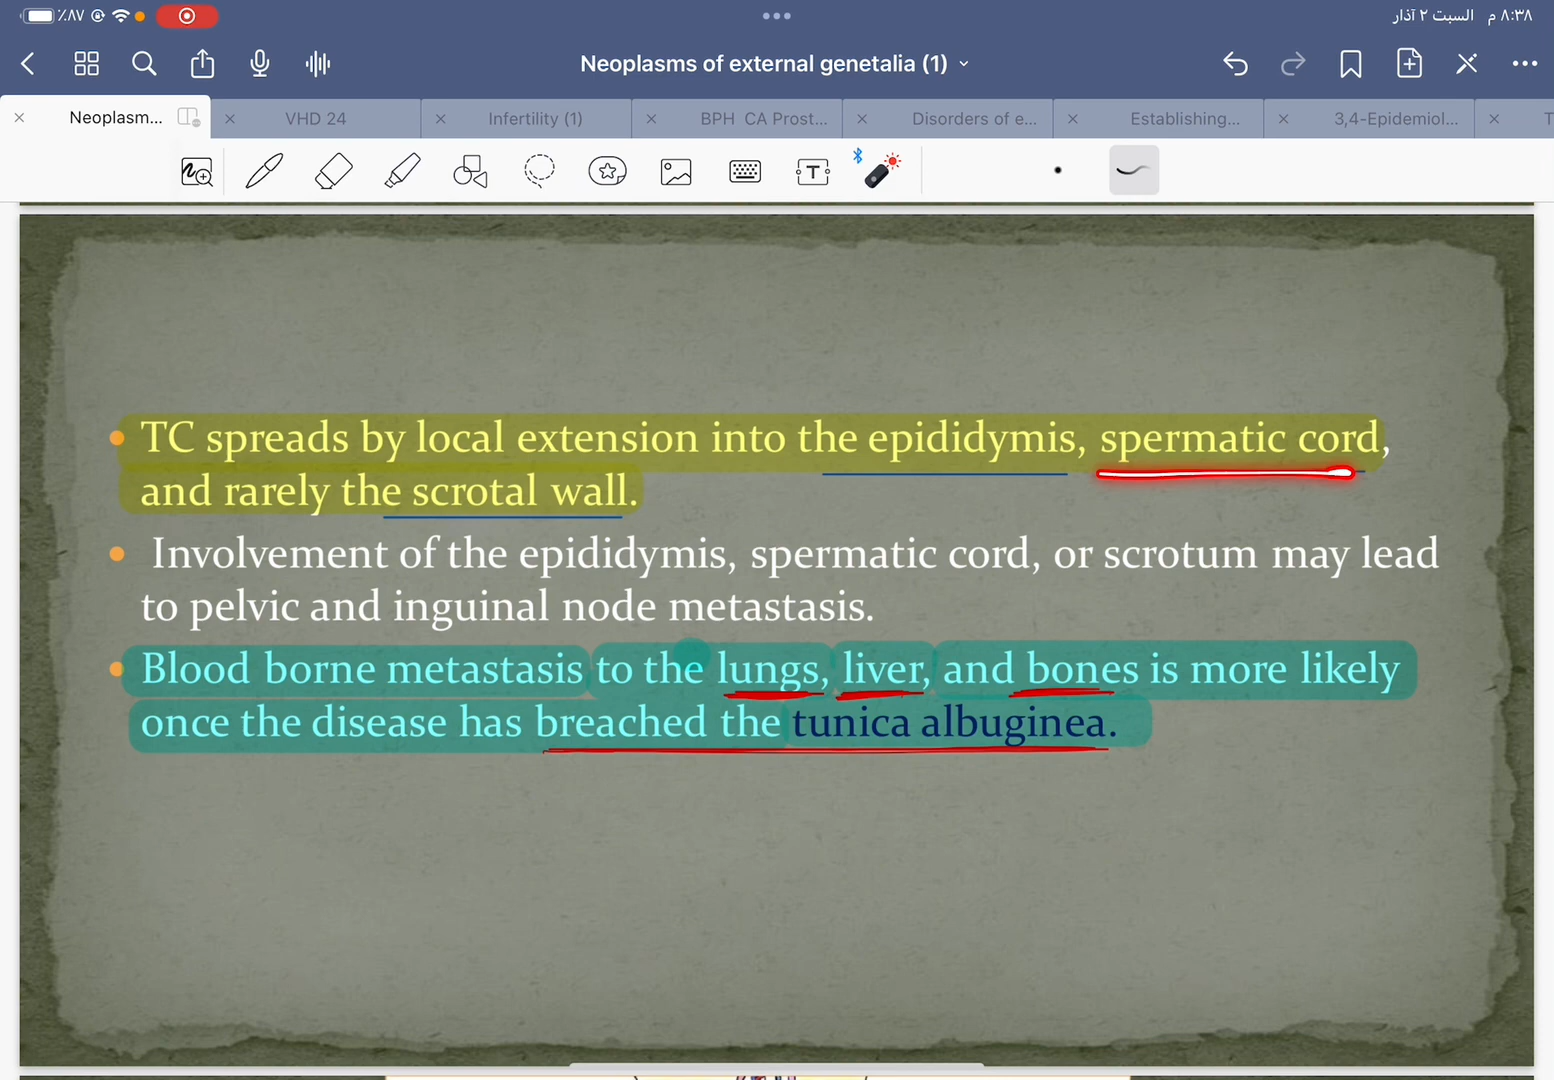 ٪٨٧
السبت ٢ آذار ٨:٣٨ م
Neoplasms of external genetalia (1)
Neoplasm...
VHD 24
Infertility (1)
BPH CA Prost...
Disorders of e...
Establishing...
3,4-Epidemiol...
T
T
• TC spreads by local extension into the epididymis, spermatic cord,
and rarely the scrotal wall.
• Involvement of the epididymis, spermatic cord, or scrotum may lead
to pelvic and inguinal node metastasis.
• Blood borne metastasis to the lungs, liver, and bones is more likely
once the disease has breached the tunica albuginea.